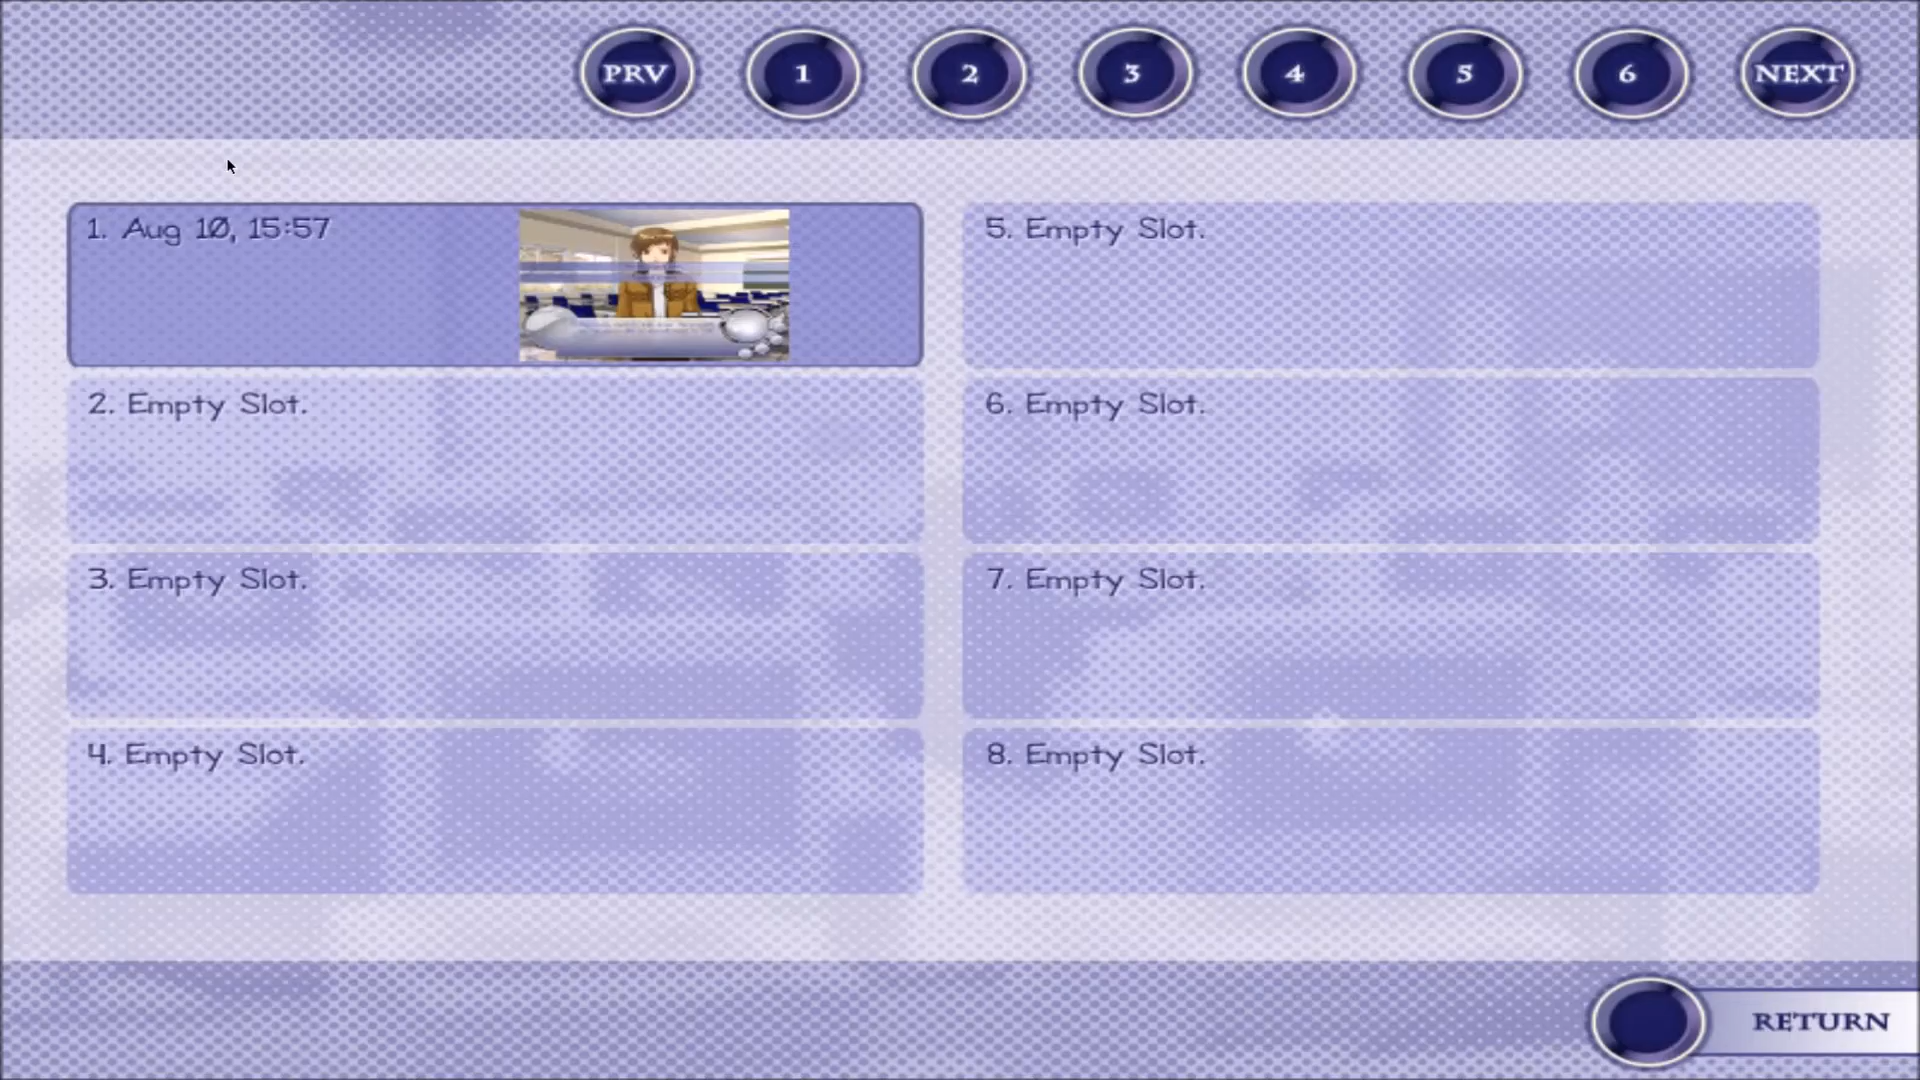 PRV 1 2 3 4 5 6 NEXT
1. Aug 10, 15:57
2. Empty Slot.
3. Empty Slot.
4. Empty Slot.
5. Empty Slot.
6. Empty Slot.
7. Empty Slot.
8. Empty Slot.
RETURN